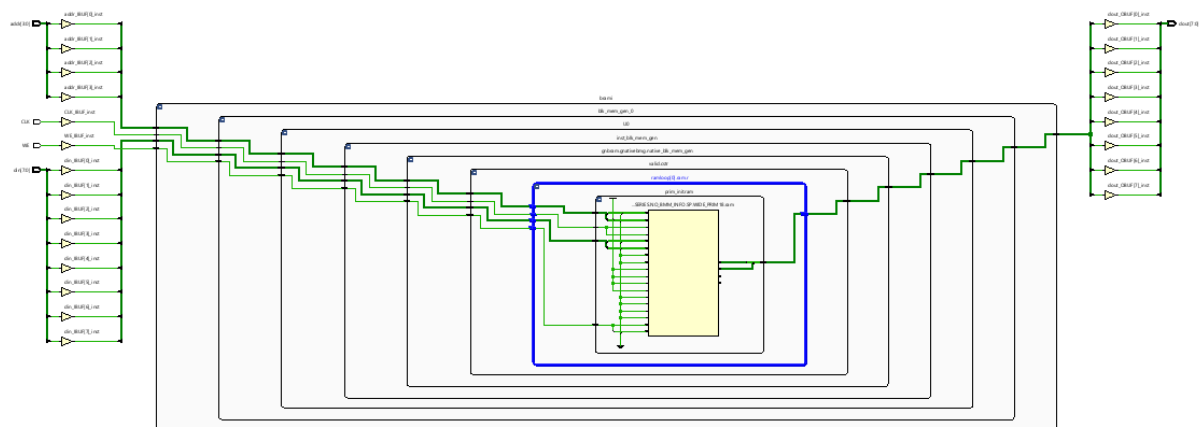 addr[3:0]
addr_IBUF[0]_inst
addr_IBUF[1]_inst
addr_IBUF[2]_inst
addr_IBUF[3]_inst
CLK
CLK_IBUF_inst
WE
WE_IBUF_inst
din[7:0]
din_IBUF[0]_inst
din_IBUF[1]_inst
din_IBUF[2]_inst
din_IBUF[3]_inst
din_IBUF[4]_inst
din_IBUF[5]_inst
din_IBUF[6]_inst
din_IBUF[7]_inst
blk_mem_gen_0
U0
inst_blk_mem_gen
gnbram.gnativebmg.native_blk_mem_gen
valid.cstr
ramloop[0].ram.r
prim_init.ram
dout_OBUF[0]_inst
dout_OBUF[1]_inst
dout_OBUF[2]_inst
dout_OBUF[3]_inst
dout_OBUF[4]_inst
dout_OBUF[5]_inst
dout_OBUF[6]_inst
dout_OBUF[7]_inst
dout[7:0]